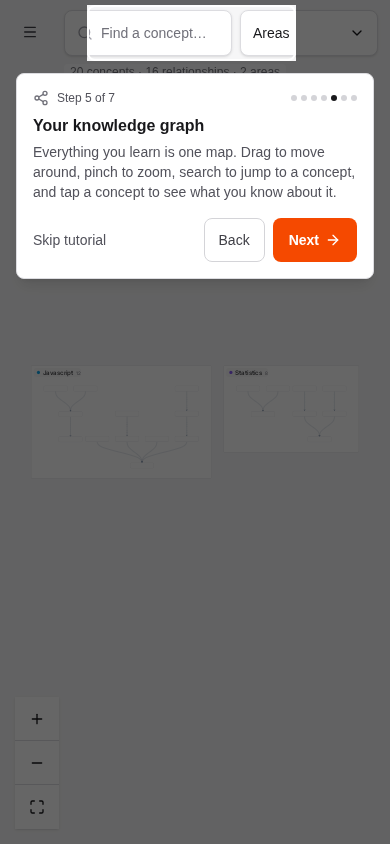 Find a concept…
Areas
20 concepts · 16 relationships · 2 areas
Step 5 of 7
Your knowledge graph
Everything you learn is one map. Drag to move
around, pinch to zoom, search to jump to a concept,
and tap a concept to see what you know about it.
Skip tutorial
Back
Next
Javascript
Statistics